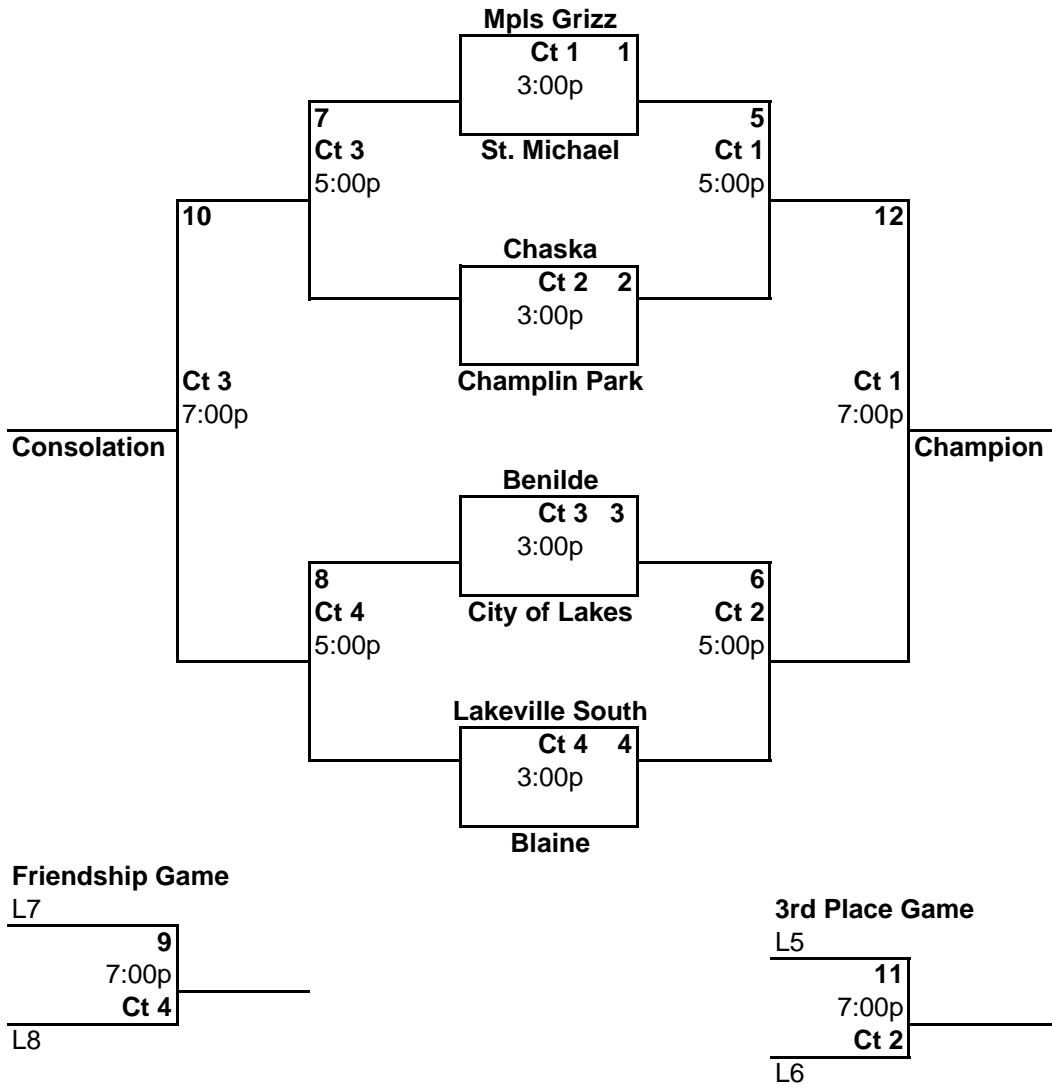 Mpls Grizz
Ct 1 1
3:00p
7 5
Ct 3 St. Michael Ct 1
5:00p 5:00p
10 12
Chaska
Ct 2 2
3:00p
Ct 3 Champlin Park Ct 1
7:00p 7:00p
Consolation Champion
Benilde
Ct 3 3
3:00p
8 6
Ct 4 City of Lakes Ct 2
5:00p 5:00p
Lakeville South
Ct 4 4
3:00p
Blaine
Friendship Game
L7
9
7:00p
Ct 4
L8
3rd Place Game
L5
11
7:00p
Ct 2
L6